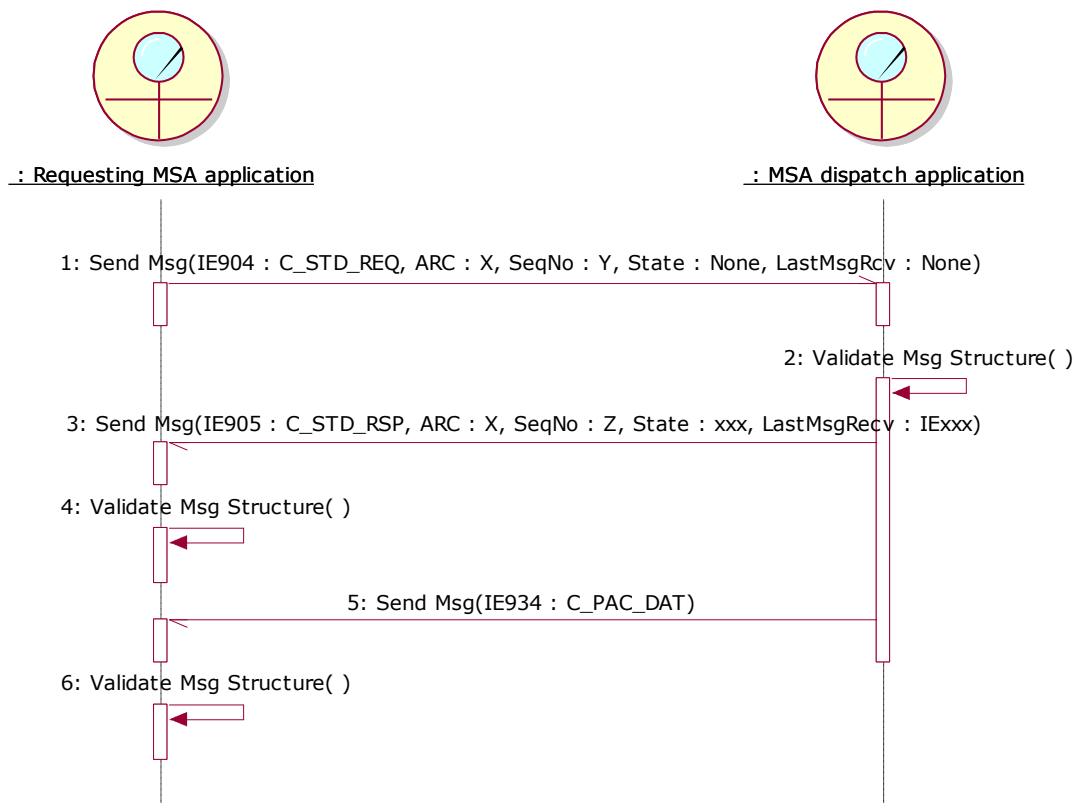 : Requesting MSA application
: MSA dispatch application
1: Send Msg(IE904 : C_STD_REQ, ARC : X, SeqNo : Y, State : None, LastMsgRcv : None)
2: Validate Msg Structure( )
3: Send Msg(IE905 : C_STD_RSP, ARC : X, SeqNo : Z, State : xxx, LastMsgRecv : IExxx)
4: Validate Msg Structure( )
5: Send Msg(IE934 : C_PAC_DAT)
6: Validate Msg Structure( )